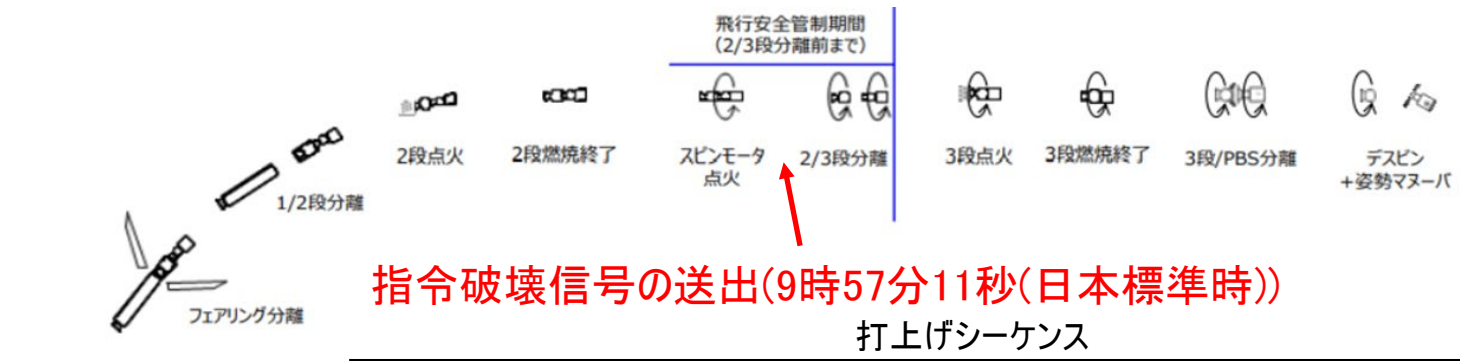 飛行安全管制期間
(2/3段分離前まで)
2段点火
2段燃焼終了
スピンモータ
点火
2/3段分離
3段点火
3段燃焼終了
3段/PBS分離
デスピン
+姿勢マヌーバ
1/2段分離
フェアリング分離
指令破壊信号の送出(9時57分11秒(日本標準時))
打上げシーケンス